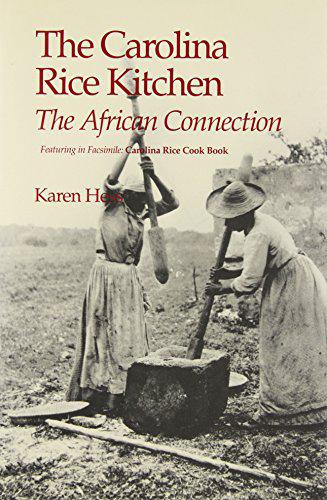 The Carolina
Rice Kitchen
The African Connection
Featuring in Facsimile: Carolina Rice Cook Book
Karen Hess